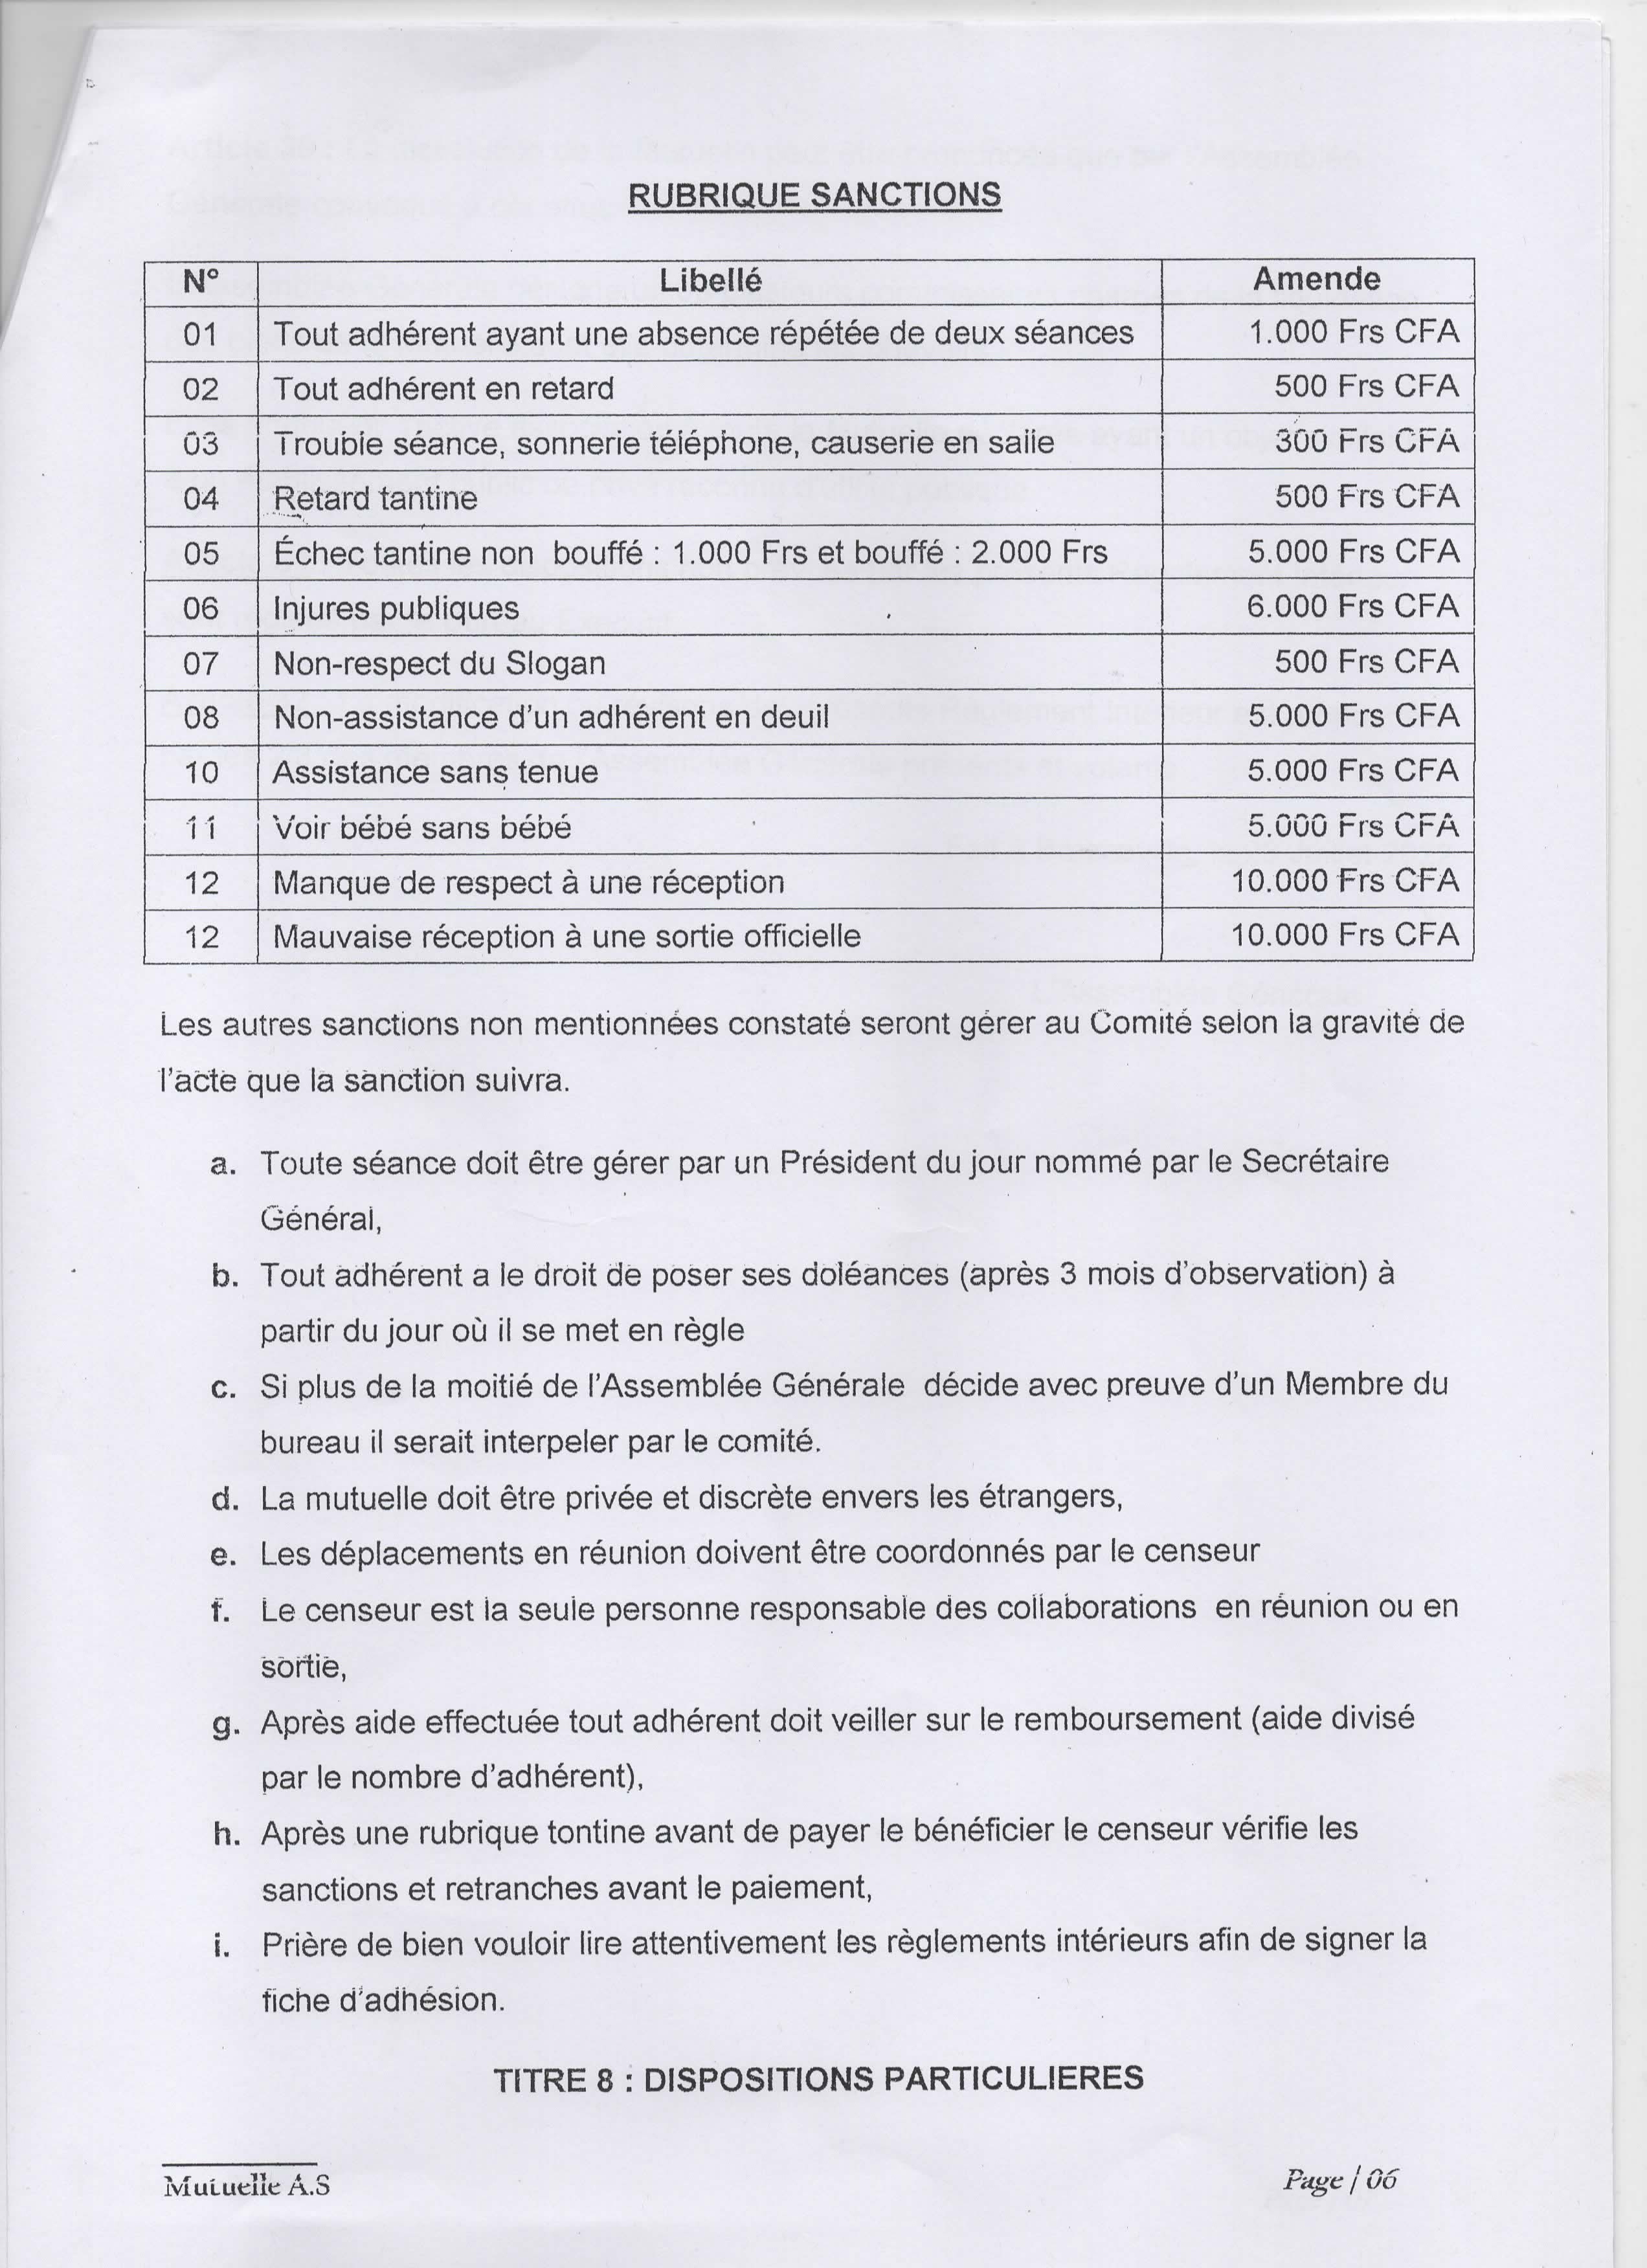 RUBRIQUE SANCTIONS
N° Libellé Amende
01 Tout adhérent ayant une absence répétée de deux séances 1.000 Frs CFA
02 Tout adhérent en retard 500 Frs CFA
03 Trouble séance, sonnerie téléphone, causerie en salle 300 Frs CFA
04 Retard tantine 500 Frs CFA
05 Échec tantine non bouffé : 1.000 Frs et bouffé : 2.000 Frs 5.000 Frs CFA
06 Injures publiques 6.000 Frs CFA
07 Non-respect du Slogan 500 Frs CFA
08 Non-assistance d'un adhérent en deuil 5.000 Frs CFA
10 Assistance sans tenue 5.000 Frs CFA
11 Voir bébé sans bébé 5.000 Frs CFA
12 Manque de respect à une réception 10.000 Frs CFA
12 Mauvaise réception à une sortie officielle 10.000 Frs CFA
Les autres sanctions non mentionnées constaté seront gérer au Comité selon la gravité de
l'acte que la sanction suivra.
a. Toute séance doit être gérer par un Président du jour nommé par le Secrétaire
Général,
b. Tout adhérent a le droit de poser ses doléances (après 3 mois d'observation) à
partir du jour où il se met en règle
c. Si plus de la moitié de l'Assemblée Générale décide avec preuve d'un Membre du
bureau il serait interpeler par le comité.
d. La mutuelle doit être privée et discrète envers les étrangers,
e. Les déplacements en réunion doivent être coordonnés par le censeur
f. Le censeur est la seule personne responsable des collaborations en réunion ou en
sortie,
g. Après aide effectuée tout adhérent doit veiller sur le remboursement (aide divisé
par le nombre d'adhérent),
h. Après une rubrique tontine avant de payer le bénéficier le censeur vérifie les
sanctions et retranches avant le paiement,
i. Prière de bien vouloir lire attentivement les règlements intérieurs afin de signer la
fiche d'adhésion.
TITRE 8 : DISPOSITIONS PARTICULIERES
Mutuelle A.S Page / 06